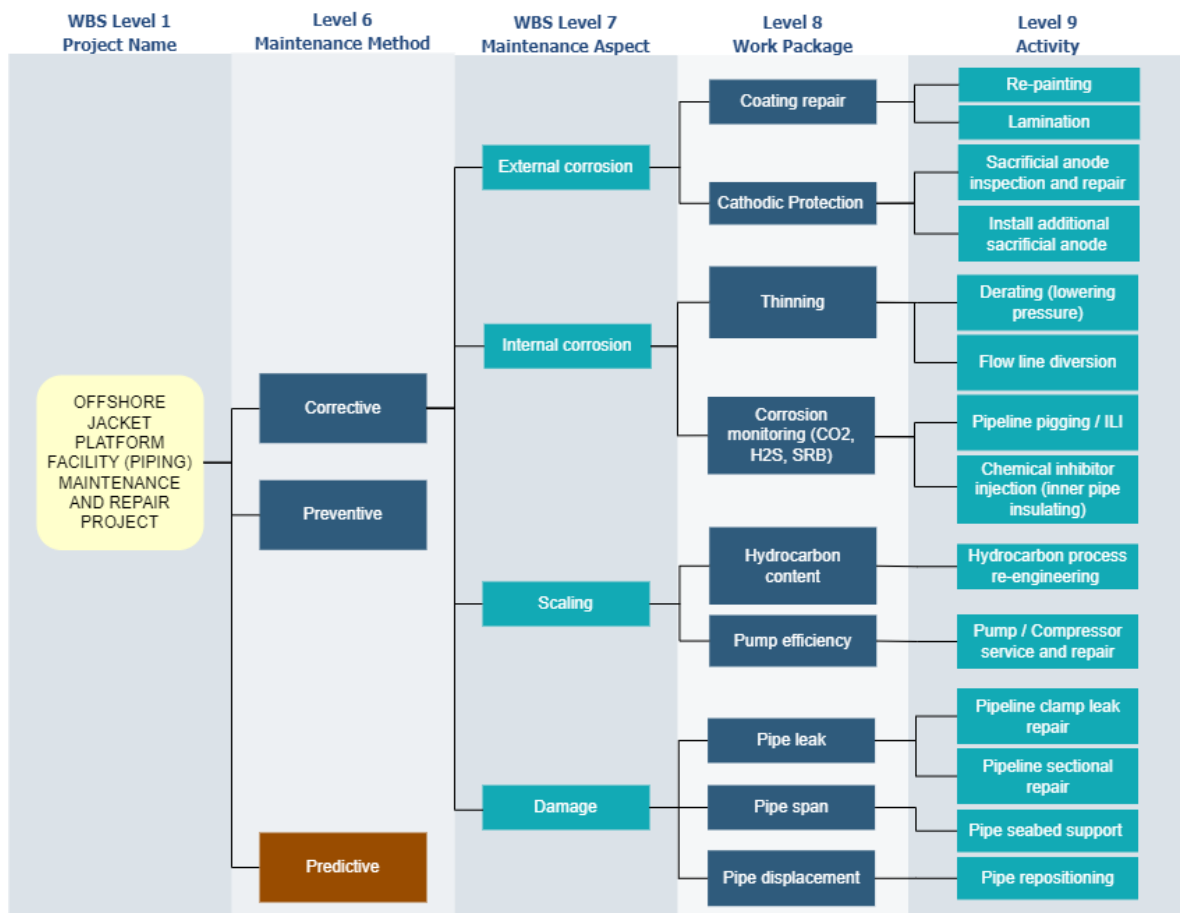 WBS Level 1
Project Name
Level 6
Maintenance Method
WBS Level 7
Maintenance Aspect
Level 8
Work Package
Level 9
Activity
OFFSHORE
JACKET
PLATFORM
FACILITY (PIPING)
MAINTENANCE
AND REPAIR
PROJECT
Corrective
Preventive
Predictive
External corrosion
Internal corrosion
Scaling
Damage
Coating repair
Cathodic Protection
Thinning
Corrosion
monitoring (CO2,
H2S, SRB)
Hydrocarbon
content
Pump efficiency
Pipe leak
Pipe span
Pipe displacement
Re-painting
Lamination
Sacrificial anode
inspection and repair
Install additional
sacrificial anode
Derating (lowering
pressure)
Flow line diversion
Pipeline pigging / ILI
Chemical inhibitor
injection (inner pipe
insulating)
Hydrocarbon process
re-engineering
Pump / Compressor
service and repair
Pipeline clamp leak
repair
Pipeline sectional
repair
Pipe seabed support
Pipe repositioning